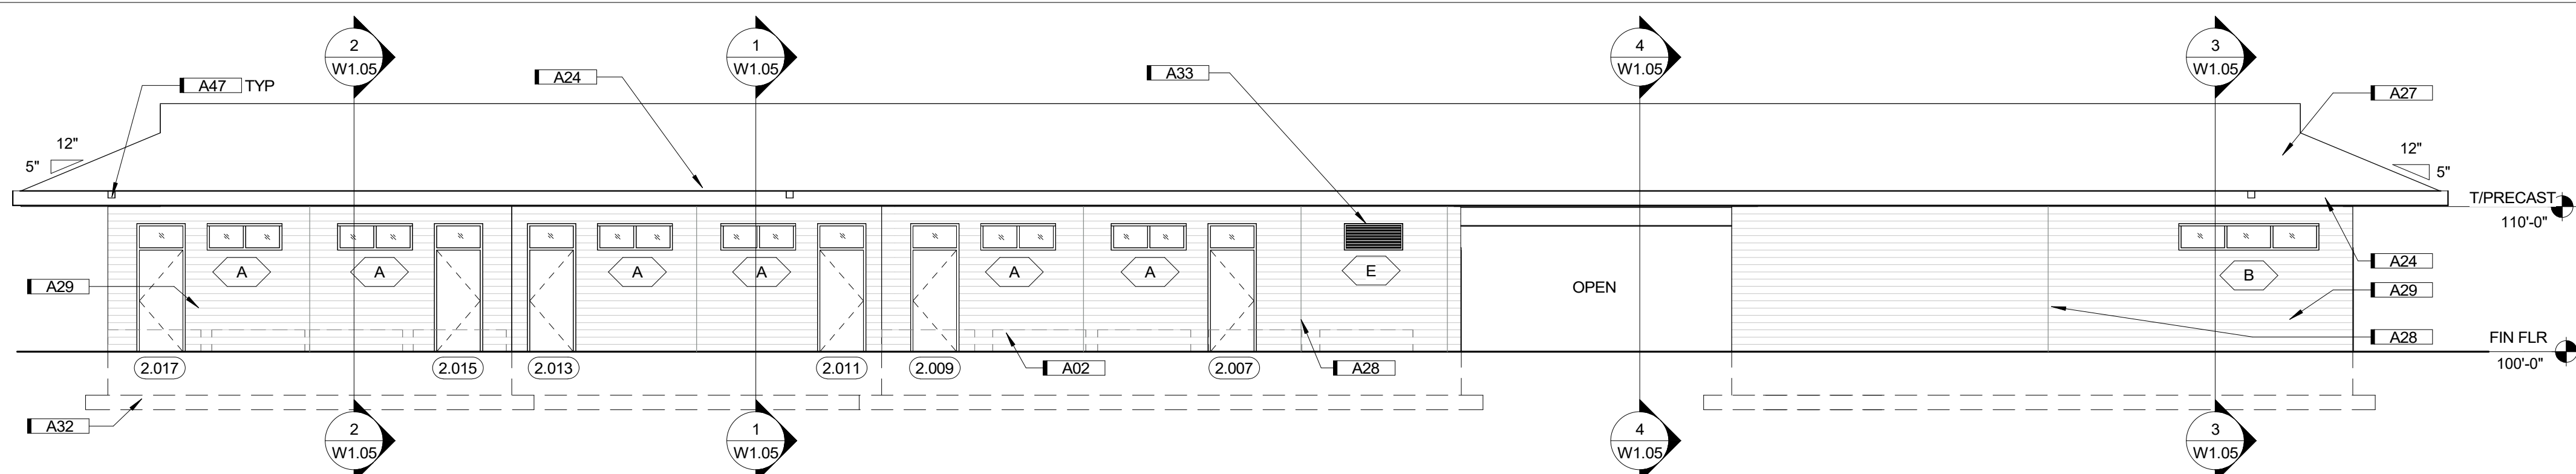 2
W1.05
1
W1.05
4
W1.05
3
W1.05
A47 TYP
A24
A33
A27
12"
5"
12"
5"
T/PRECAST
110'-0"
A
A
A
A
A
A
E
B
OPEN
A29
A24
A29
A28
FIN FLR
100'-0"
2.017
2.015
2.013
2.011
2.009
2.007
A02
A28
A32
2
W1.05
1
W1.05
4
W1.05
3
W1.05